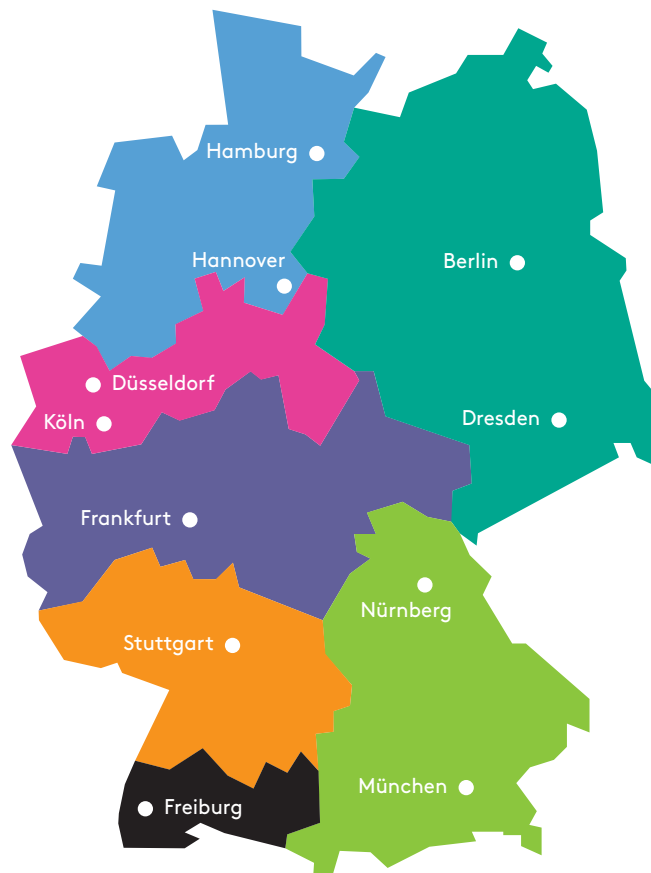 Hamburg
Hannover
Berlin
Düsseldorf
Köln
Dresden
Frankfurt
Nürnberg
Stuttgart
München
Freiburg